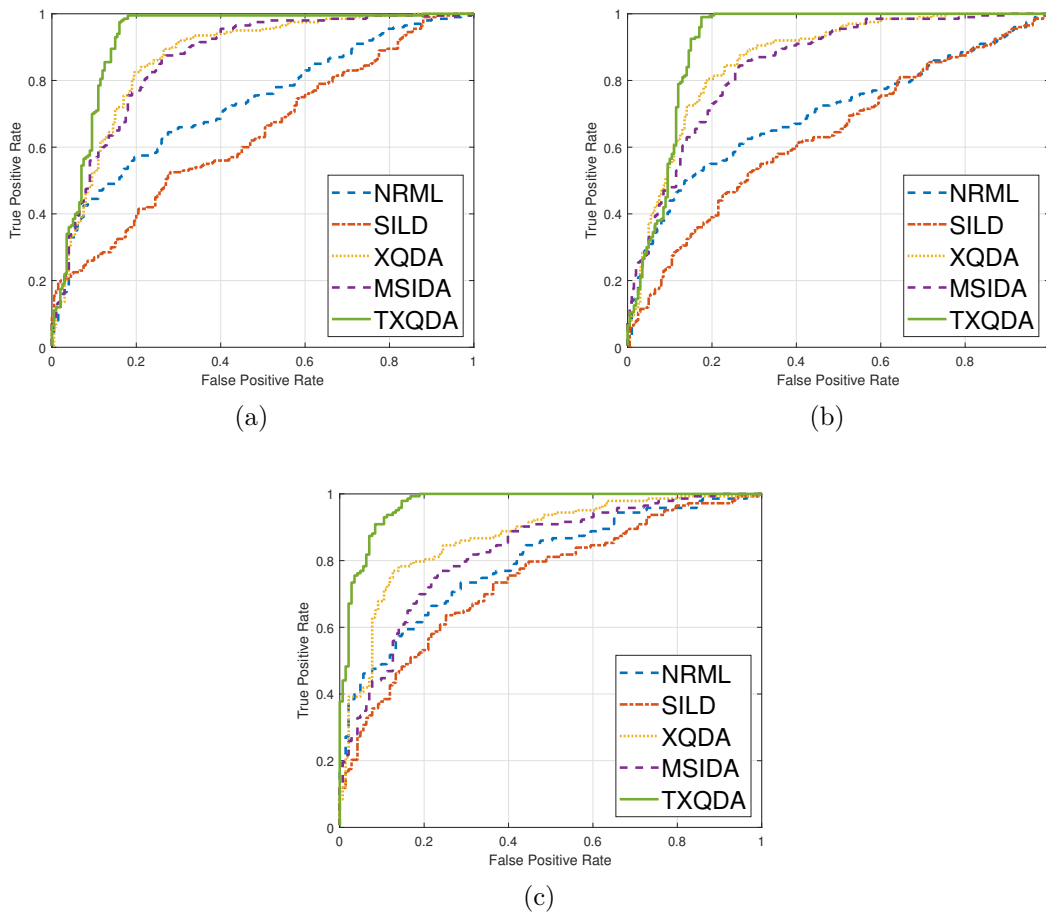 1
0.8
0.6
0.4
0.2
0
True Positive Rate
0 0.2 0.4 0.6 0.8 1
False Positive Rate
NRML
SILD
XQDA
MSIDA
TXQDA
(a)
1
0.8
0.6
0.4
0.2
0
True Positive Rate
0 0.2 0.4 0.6 0.8
False Positive Rate
NRML
SILD
XQDA
MSIDA
TXQDA
(b)
1
0.8
0.6
0.4
0.2
0
True Positive Rate
0 0.2 0.4 0.6 0.8 1
False Positive Rate
NRML
SILD
XQDA
MSIDA
TXQDA
(c)